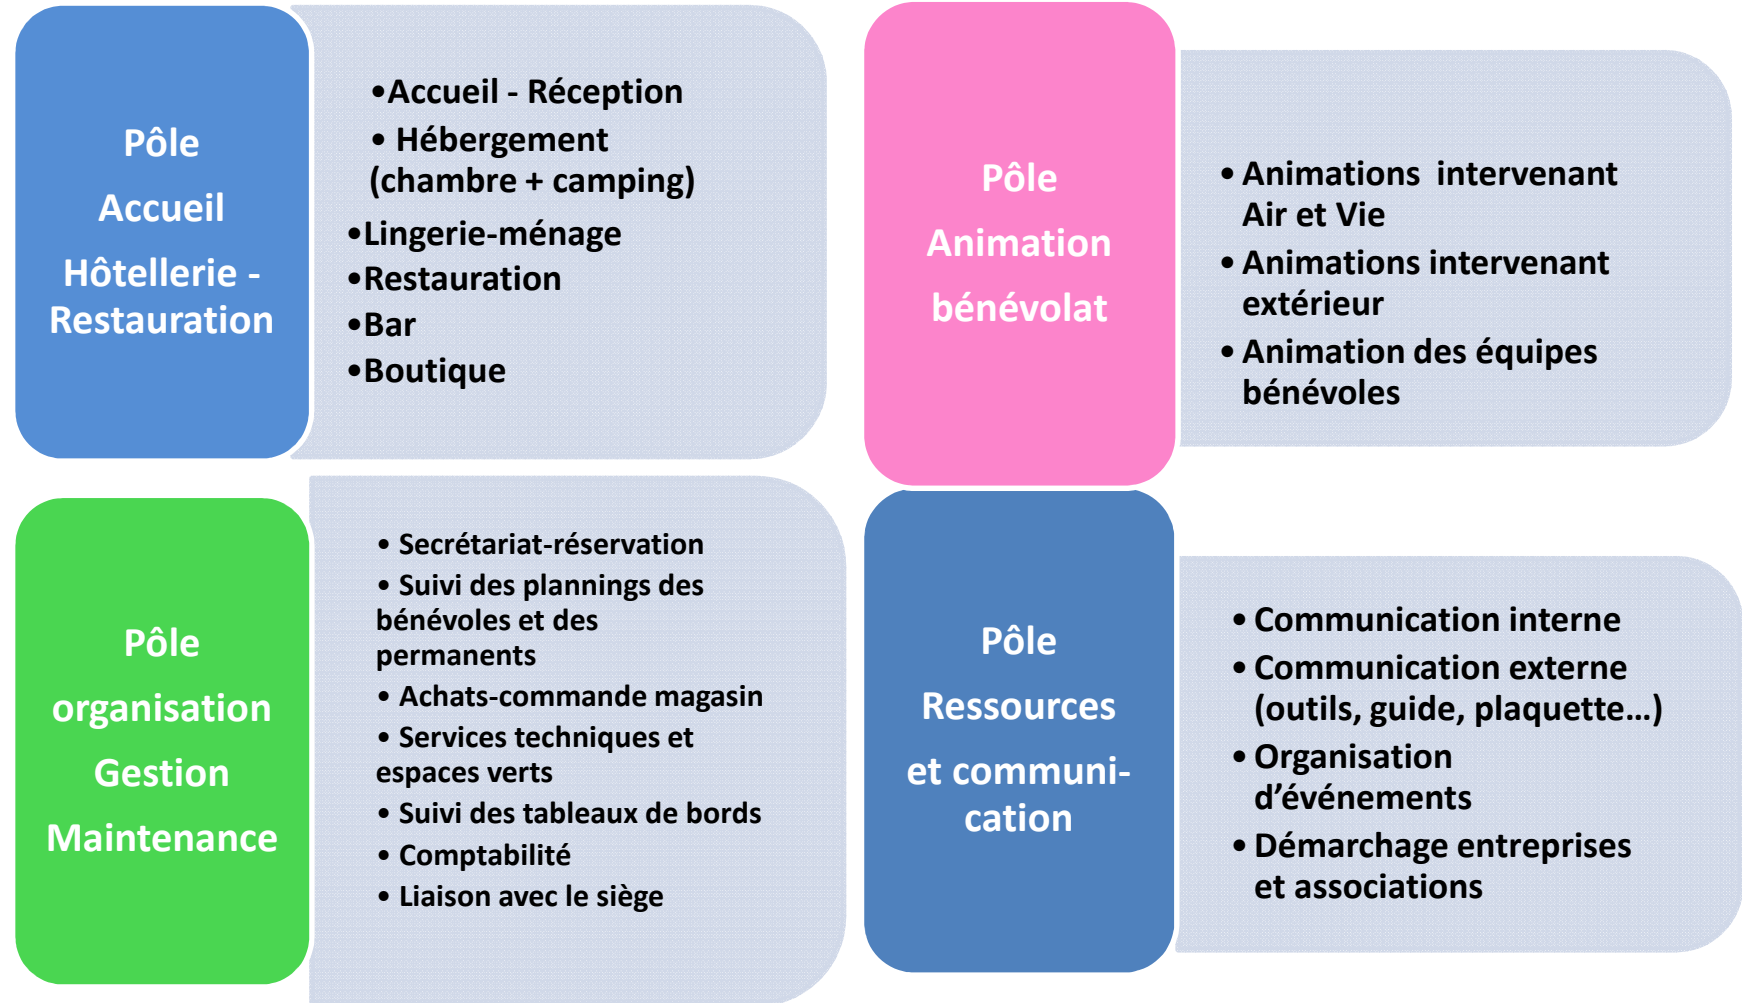 Pôle
Accueil
Hôtellerie -
Restauration
•Accueil - Réception
• Hébergement
(chambre + camping)
•Lingerie-ménage
•Restauration
•Bar
•Boutique
Pôle
Animation
bénévolat
• Animations  intervenant
Air et Vie
• Animations intervenant
extérieur
• Animation des équipes
bénévoles
Pôle
organisation
Gestion
Maintenance
• Secrétariat-réservation
• Suivi des plannings des
bénévoles et des
permanents
• Achats-commande magasin
• Services techniques et
espaces verts
• Suivi des tableaux de bords
• Comptabilité
• Liaison avec le siège
Pôle
Ressources
et communi-
cation
• Communication interne
• Communication externe
(outils, guide, plaquette…)
• Organisation
d’événements
• Démarchage entreprises
et associations